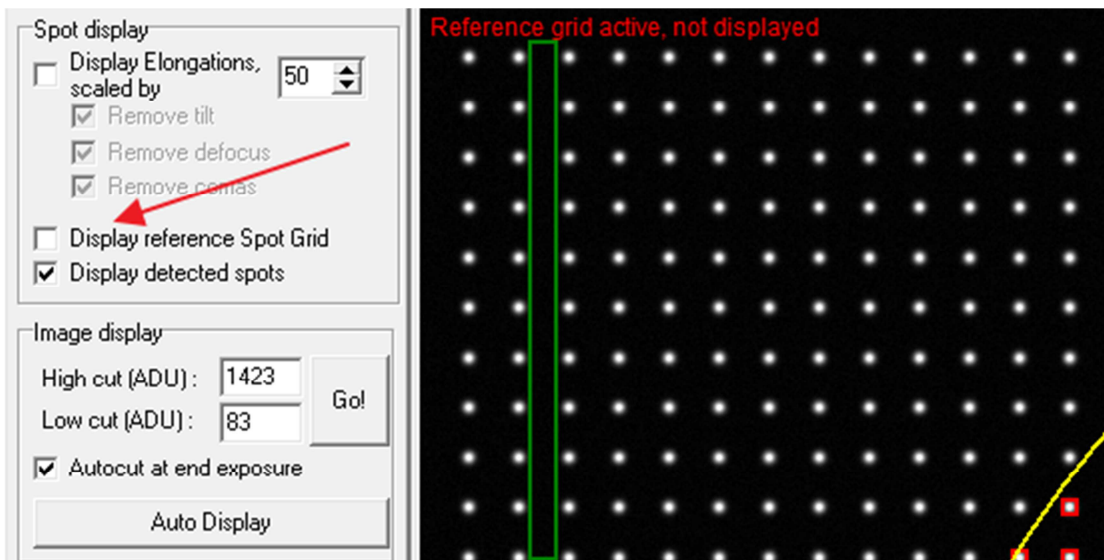 Spot display
Display Elongations,
scaled by
50
Remove tilt
Remove defocus
Remove comas
Display reference Spot Grid
Display detected spots
Image display
High cut (ADU) :
1423
Low cut (ADU) :
83
Go!
Autocut at end exposure
Auto Display
Reference grid active, not displayed